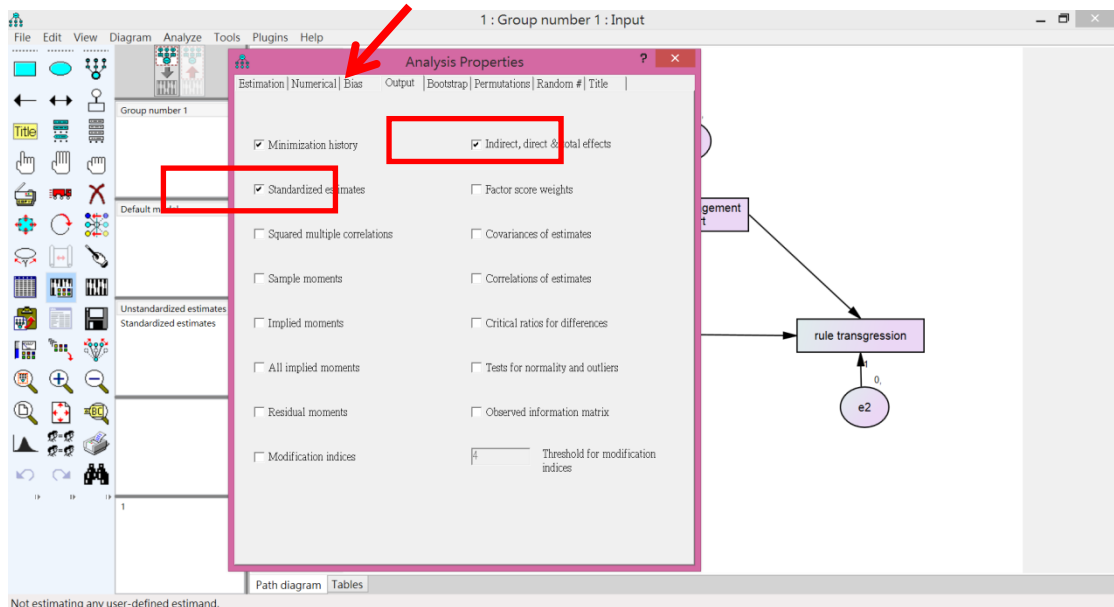 1 : Group number 1 : Input
File Edit View Diagram Analyze Tools Plugins Help
Analysis Properties ?
Estimation Numerical Bias Output Bootstrap Permutations Random # Title
Group number 1
Title
Minimization history
Indirect, direct & total effects
Standardized estimates
Factor score weights
Default model
gement
Squared multiple correlations
Covariances of estimates
Sample moments
Correlations of estimates
Unstandardized estimates
Standardized estimates
Implied moments
Critical ratios for differences
rule transgression
All implied moments
Tests for normality and outliers
1
0,
Residual moments
Observed information matrix
e2
Modification indices
4
Threshold for modification
indices
1
Path diagram Tables
Not estimating any user-defined estimand.